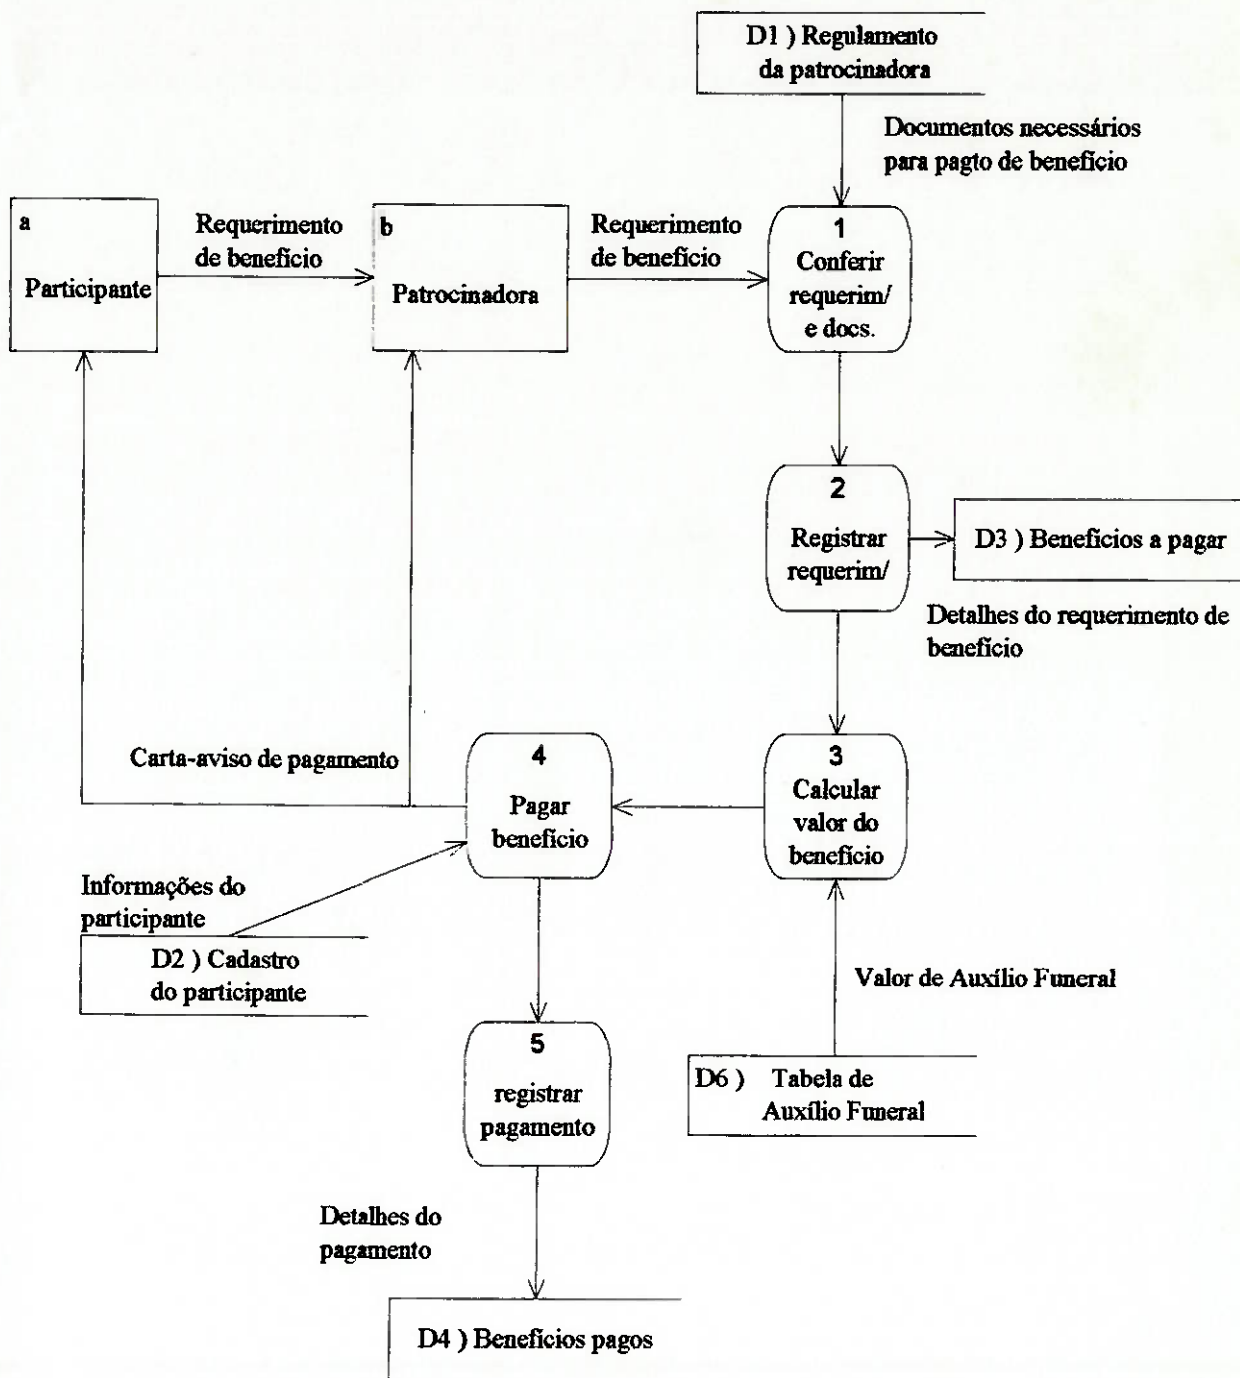 D1 ) Regulamento
da patrocinadora
Documentos necessários
para pagto de benefício
a
Participante
Requerimento
de benefício
b
Patrocinadora
Requerimento
de benefício
1
Conferir
requerim/
e docs.
2
Registrar
requerim/
D3 ) Benefícios a pagar
Detalhes do requerimento de
benefício
Carta-aviso de pagamento
4
Pagar
benefício
3
Calcular
valor do
benefício
Informações do
participante
D2 ) Cadastro
do participante
Valor de Auxílio Funeral
5
registrar
pagamento
D6 ) Tabela de
Auxílio Funeral
Detalhes do
pagamento
D4 ) Benefícios pagos